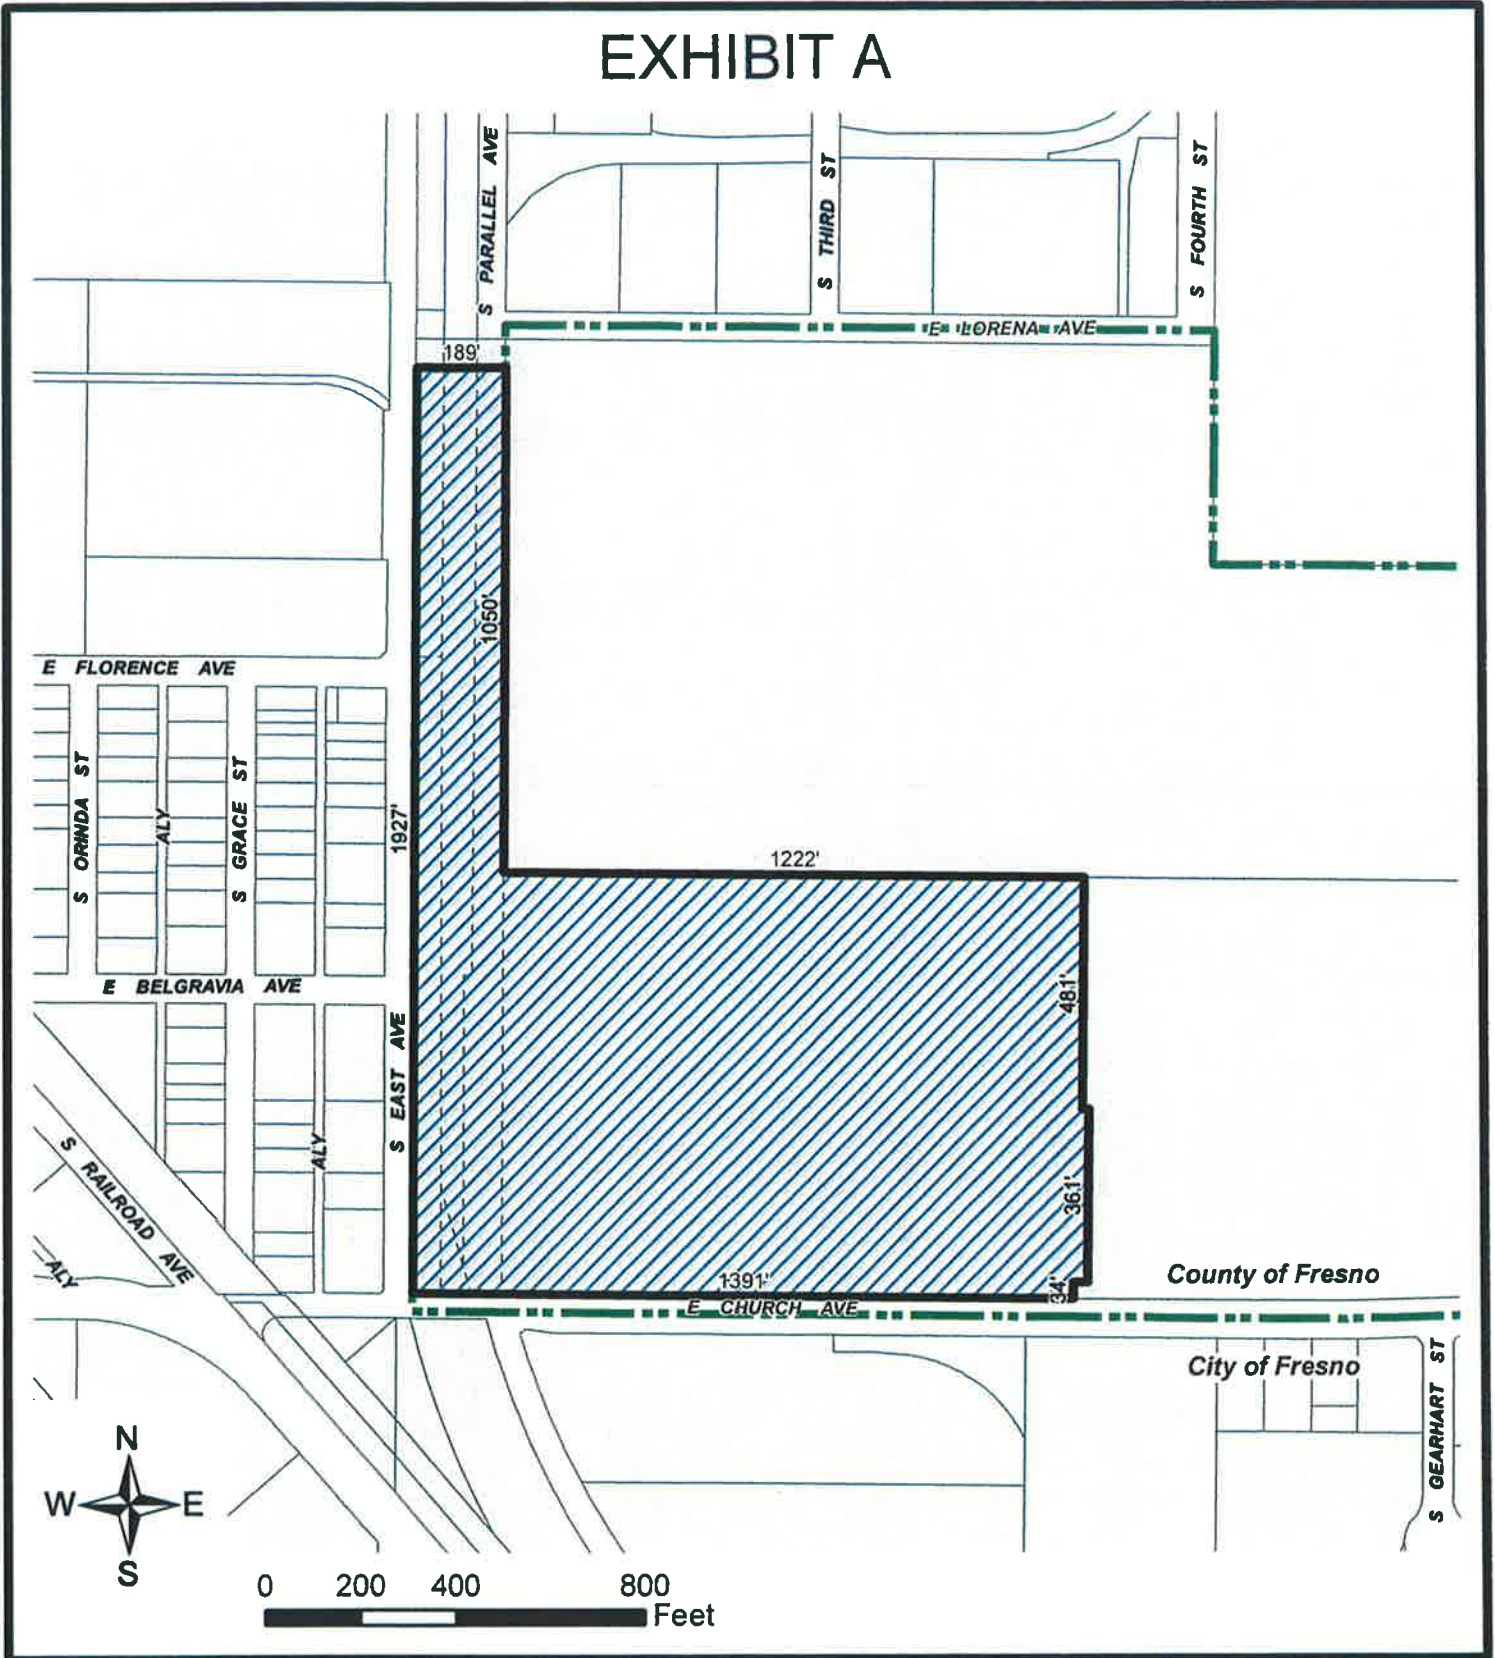 EXHIBIT A
S PARALLEL AVE
S THIRD ST
S FOURTH ST
E LORENA AVE
189'
1050'
E FLORENCE AVE
S ORINDA ST
ALY
S GRACE ST
1927'
1222'
481'
E BELGRAVIA AVE
S EAST AVE
ALY
S RAILROAD AVE
ALY
361'
34'
1391'
E CHURCH AVE
County of Fresno
City of Fresno
S GEARHART ST
N
W E
S
0 200 400 800
Feet